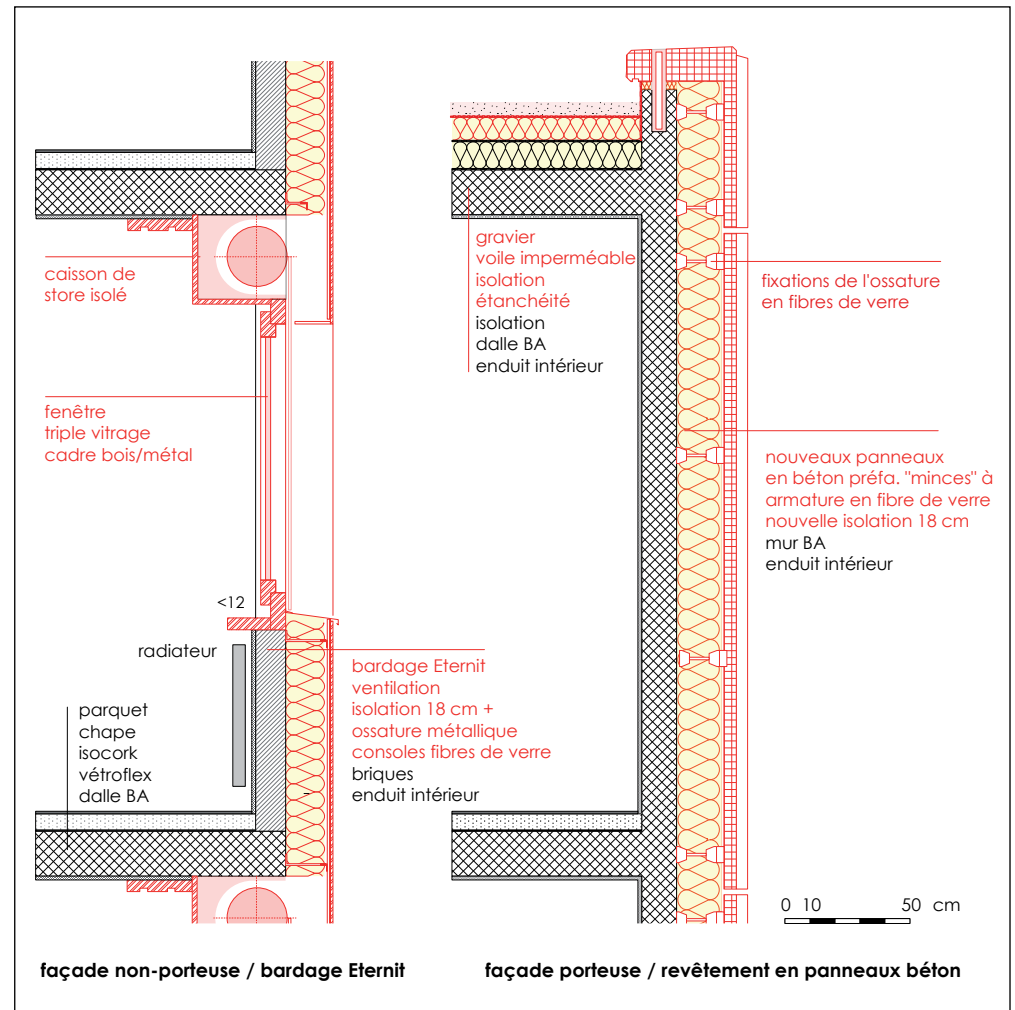 caisson de
store isolé
fenêtre
triple vitrage
cadre bois/métal
<12
radiateur
parquet
chape
isocork
vétroflex
dalle BA
bardage Eternit
ventilation
isolation 18 cm +
ossature métallique
consoles fibres de verre
briques
enduit intérieur
façade non-porteuse / bardage Eternit
gravier
voile imperméable
isolation
étanchéité
isolation
dalle BA
enduit intérieur
fixations de l'ossature
en fibres de verre
nouveaux panneaux
en béton préfa. "minces" à
armature en fibre de verre
nouvelle isolation 18 cm
mur BA
enduit intérieur
0 10 50 cm
façade porteuse / revêtement en panneaux béton